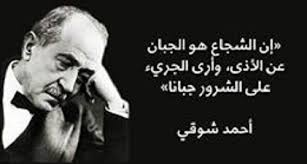 «إن الشجاع هو الجبان
عن الأذى، وأرى الجريء
على الشرور جبانا»
أحمد شوقي